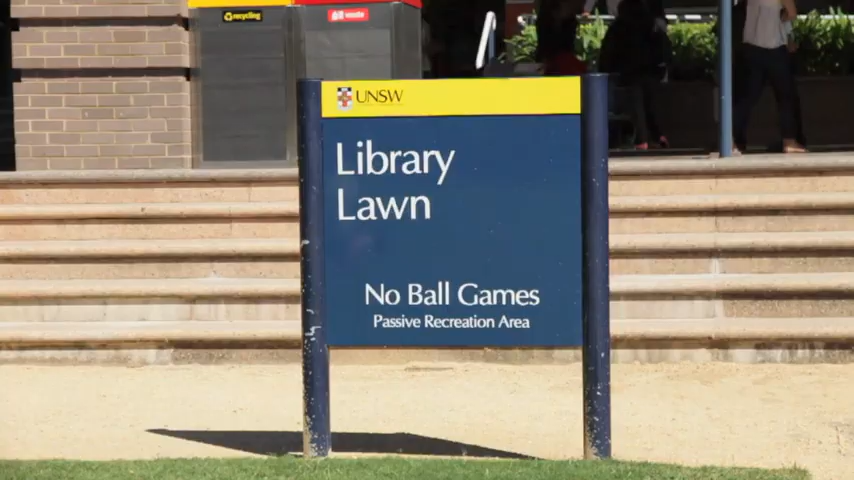 recycling
waste
UNSW
Library
Lawn
No Ball Games
Passive Recreation Area